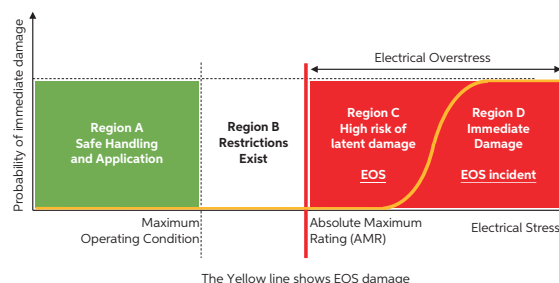 Electrical Overstress
Probability of immediate damage
Region A
Safe Handling
and Application
Region B
Restrictions
Exist
Region C
High risk of
latent damage
EOS
Region D
Immediate
Damage
EOS incident
Maximum
Operating Condition
Absolute Maximum
Rating (AMR)
Electrical Stress
The Yellow line shows EOS damage